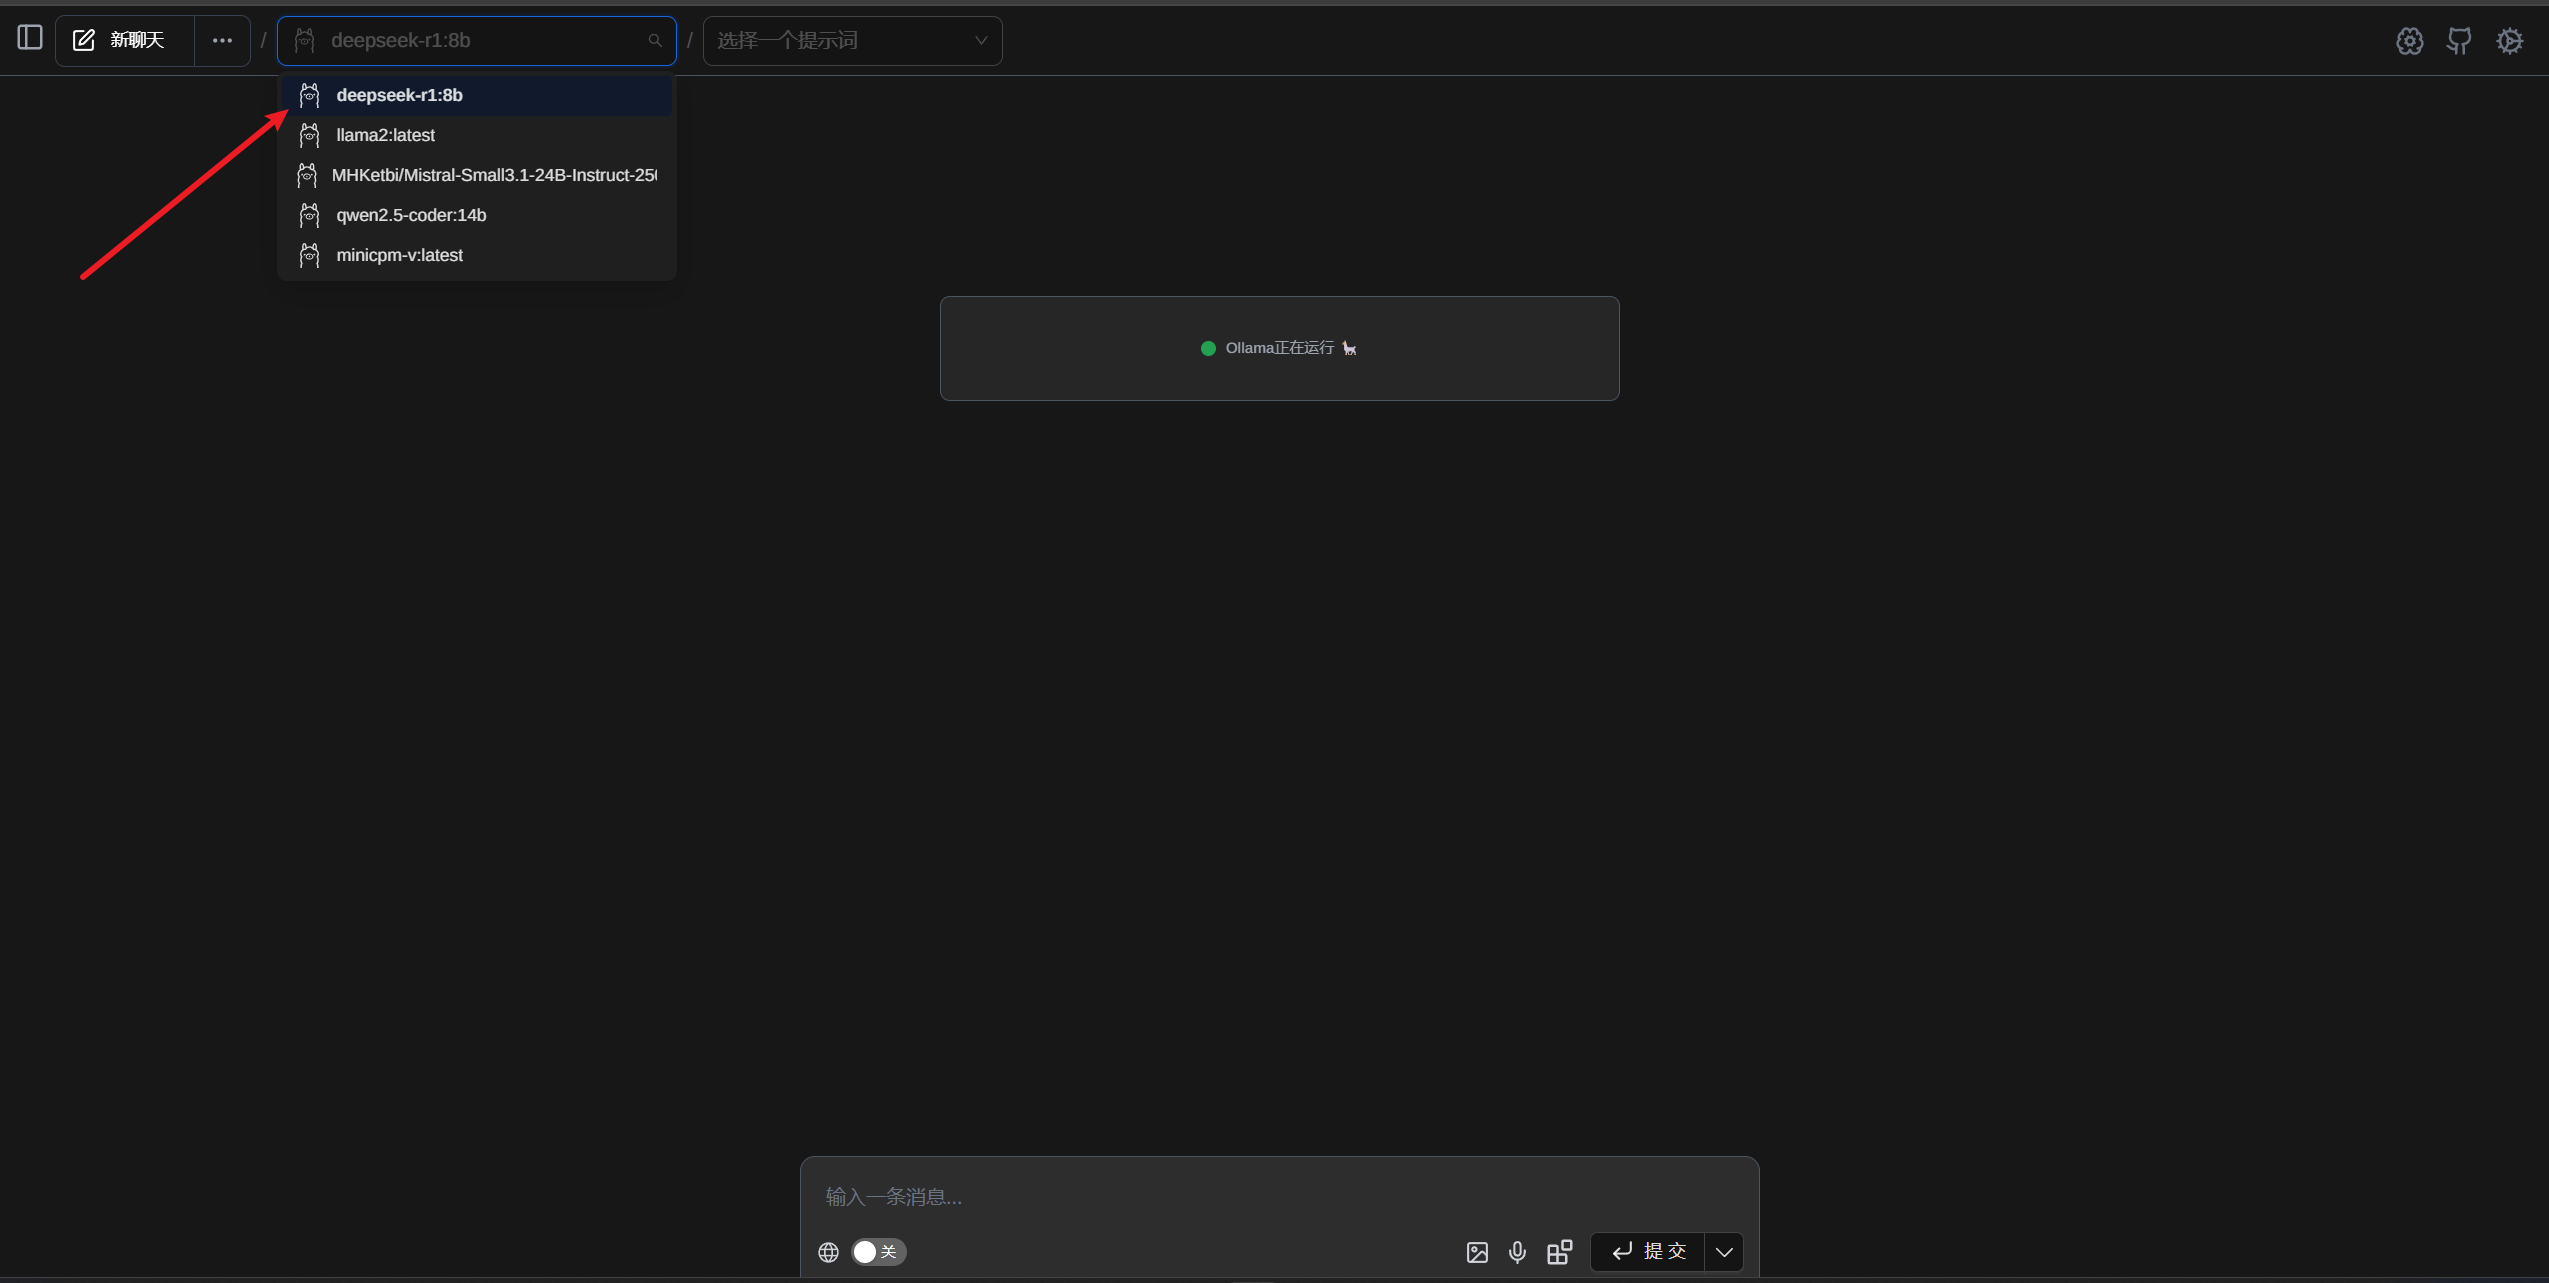 新聊天
/
deepseek-r1:8b
/
选择一个提示词
deepseek-r1:8b
llama2:latest
MHKetbi/Mistral-Small3.1-24B-Instruct-25
qwen2.5-coder:14b
minicpm-v:latest
Ollama正在运行 🐕
输入一条消息...
关
提 交